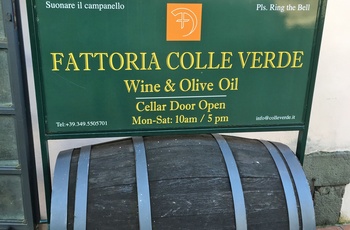 Suonare il campanello
Pls. Ring the Bell
FATTORIA COLLE VERDE
Wine & Olive Oil
Cellar Door Open
Mon-Sat: 10am / 5 pm
Tel:+39.349.5505701
info@colleverde.it